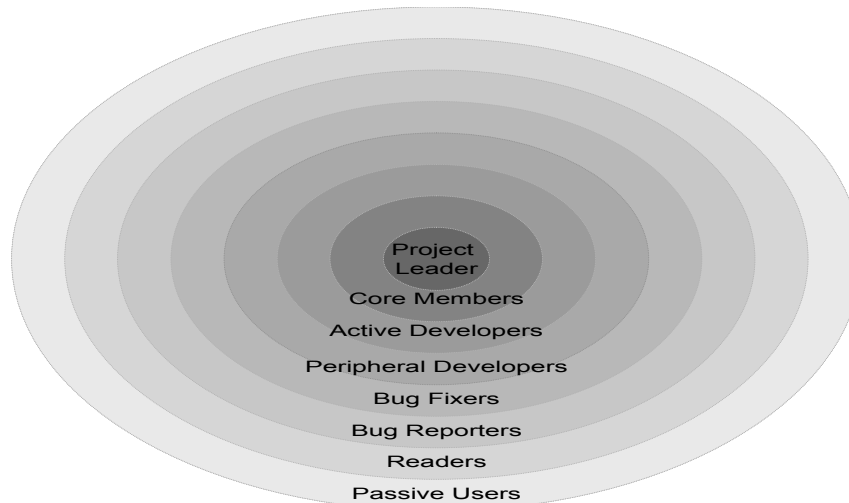 Project
Leader
Core Members
Active Developers
Peripheral Developers
Bug Fixers
Bug Reporters
Readers
Passive Users